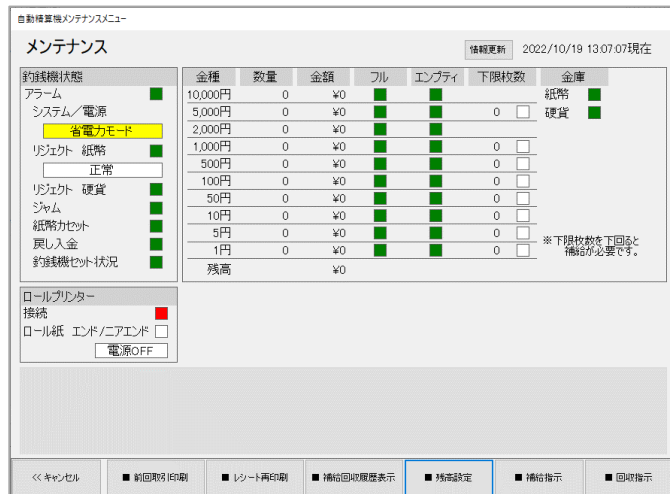 自動精算機メンテナンスメニュー
メンテナンス
情報更新 2022/10/19 13:07:07現在
釣銭機状態
アラーム
システム／電源
省電力モード
リジェクト 紙幣
正常
リジェクト 硬貨
ジャム
紙幣カセット
戻し入金
釣銭機セット状況
金種 数量 金額 フル エンプティ 下限枚数 金庫
10,000円 0 ¥0 紙幣
5,000円 0 ¥0 0 硬貨
2,000円 0 ¥0
1,000円 0 ¥0 0
500円 0 ¥0 0
100円 0 ¥0 0
50円 0 ¥0 0
10円 0 ¥0 0
5円 0 ¥0 0
1円 0 ¥0 0
残高 ¥0
※下限枚数を下回ると
補給が必要です。
ロールプリンター
接続
ロール紙 エンド/ニアエンド
電源OFF
<< キャンセル ■ 前回取引印刷 ■ レシート再印刷 ■ 補給回収履歴表示 ■ 残高設定 ■ 補給指示 ■ 回収指示